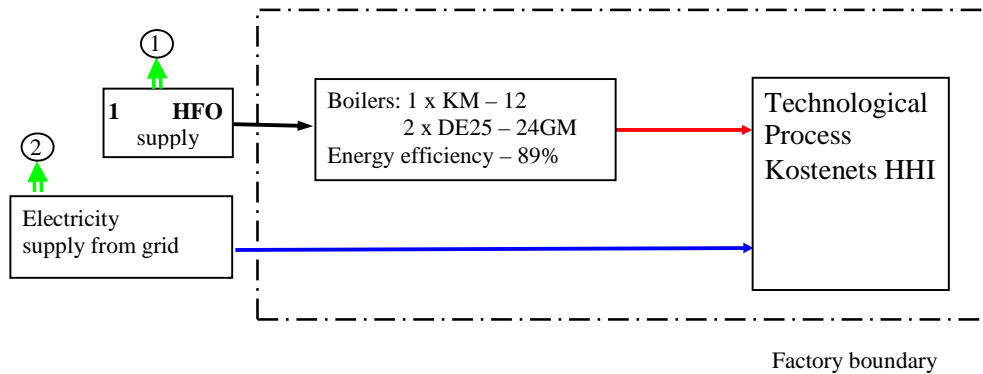 1
1 HFO
supply
2
Electricity
supply from grid
Boilers: 1 x KM – 12
2 x DE25 – 24GM
Energy efficiency – 89%
Technological
Process
Kostenets HHI
Factory boundary